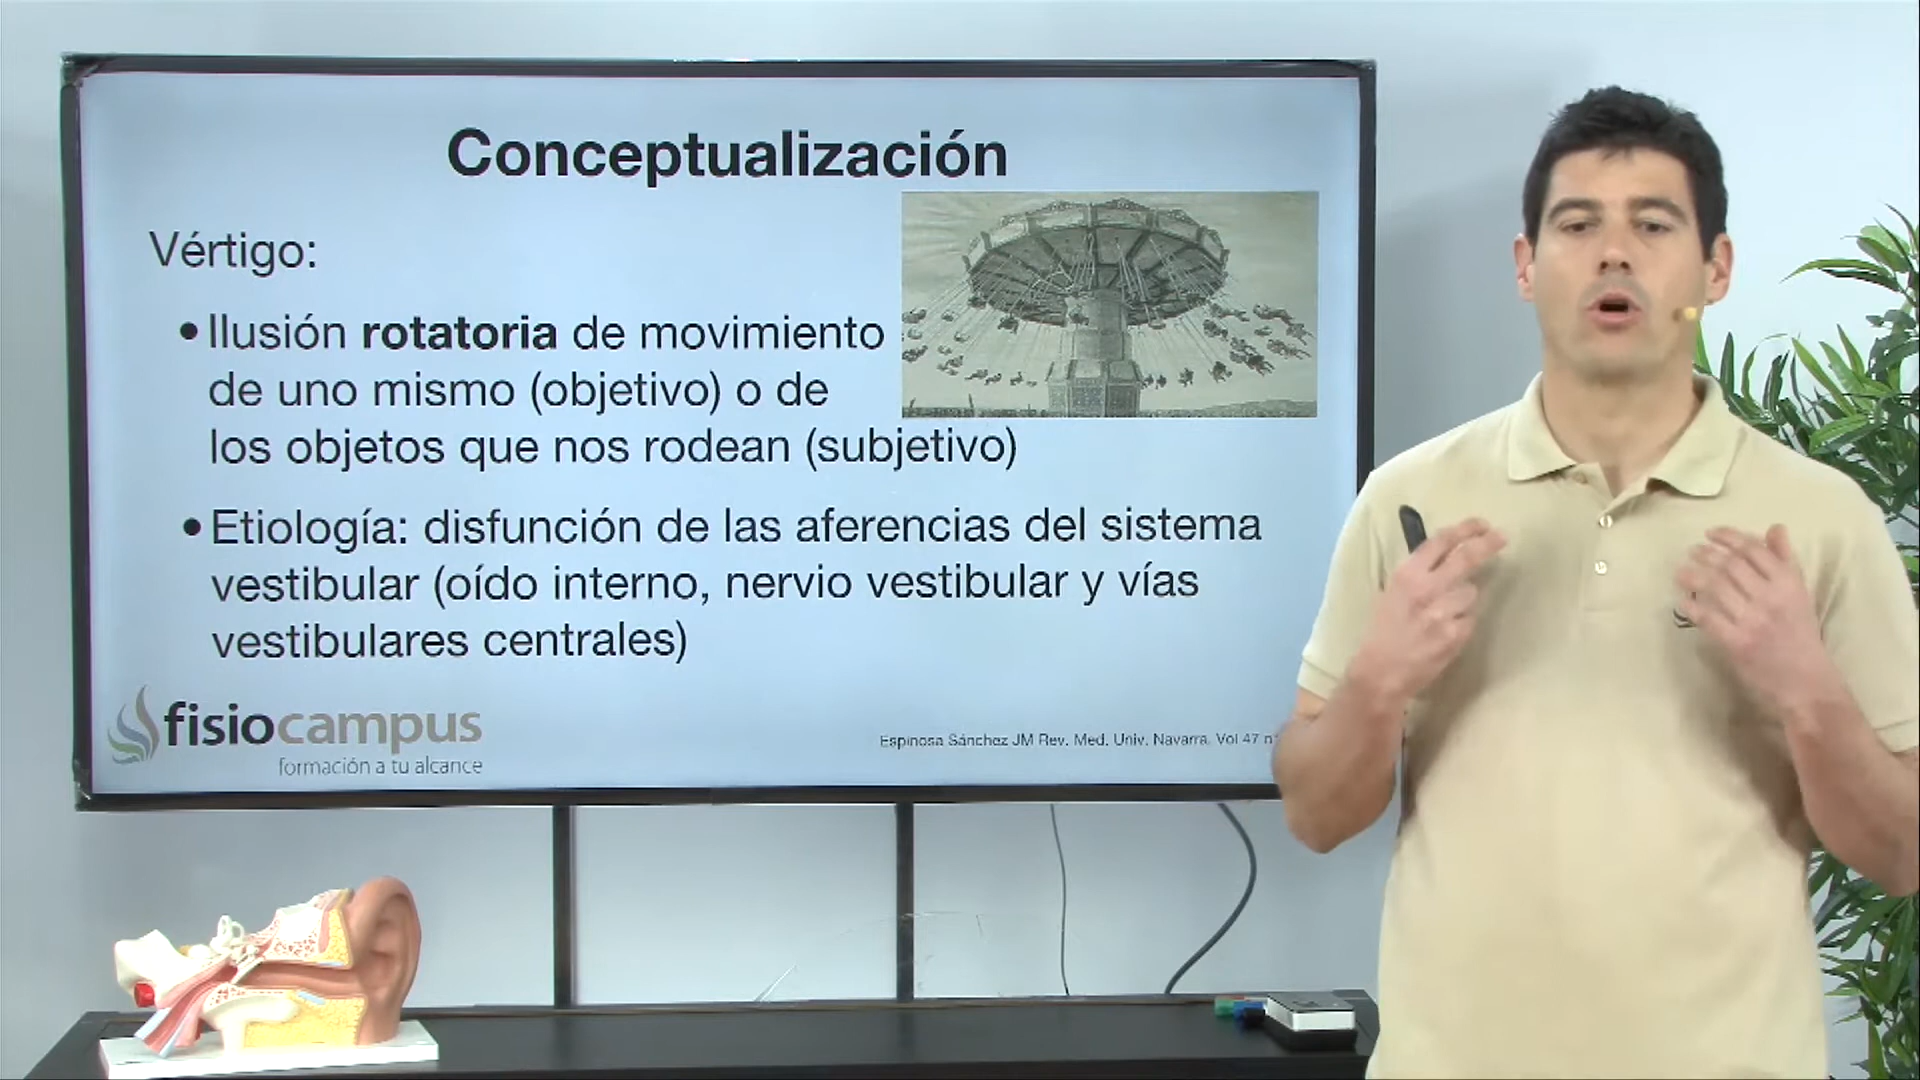 Conceptualización
Vértigo:
• Ilusión rotatoria de movimiento
de uno mismo (objetivo) o de
los objetos que nos rodean (subjetivo)
• Etiología: disfunción de las aferencias del sistema
vestibular (oído interno, nervio vestibular y vías
vestibulares centrales)
fisiocampus
formación a tu alcance
Espinosa Sánchez JM Rev. Med. Univ. Navarra. Vol 47